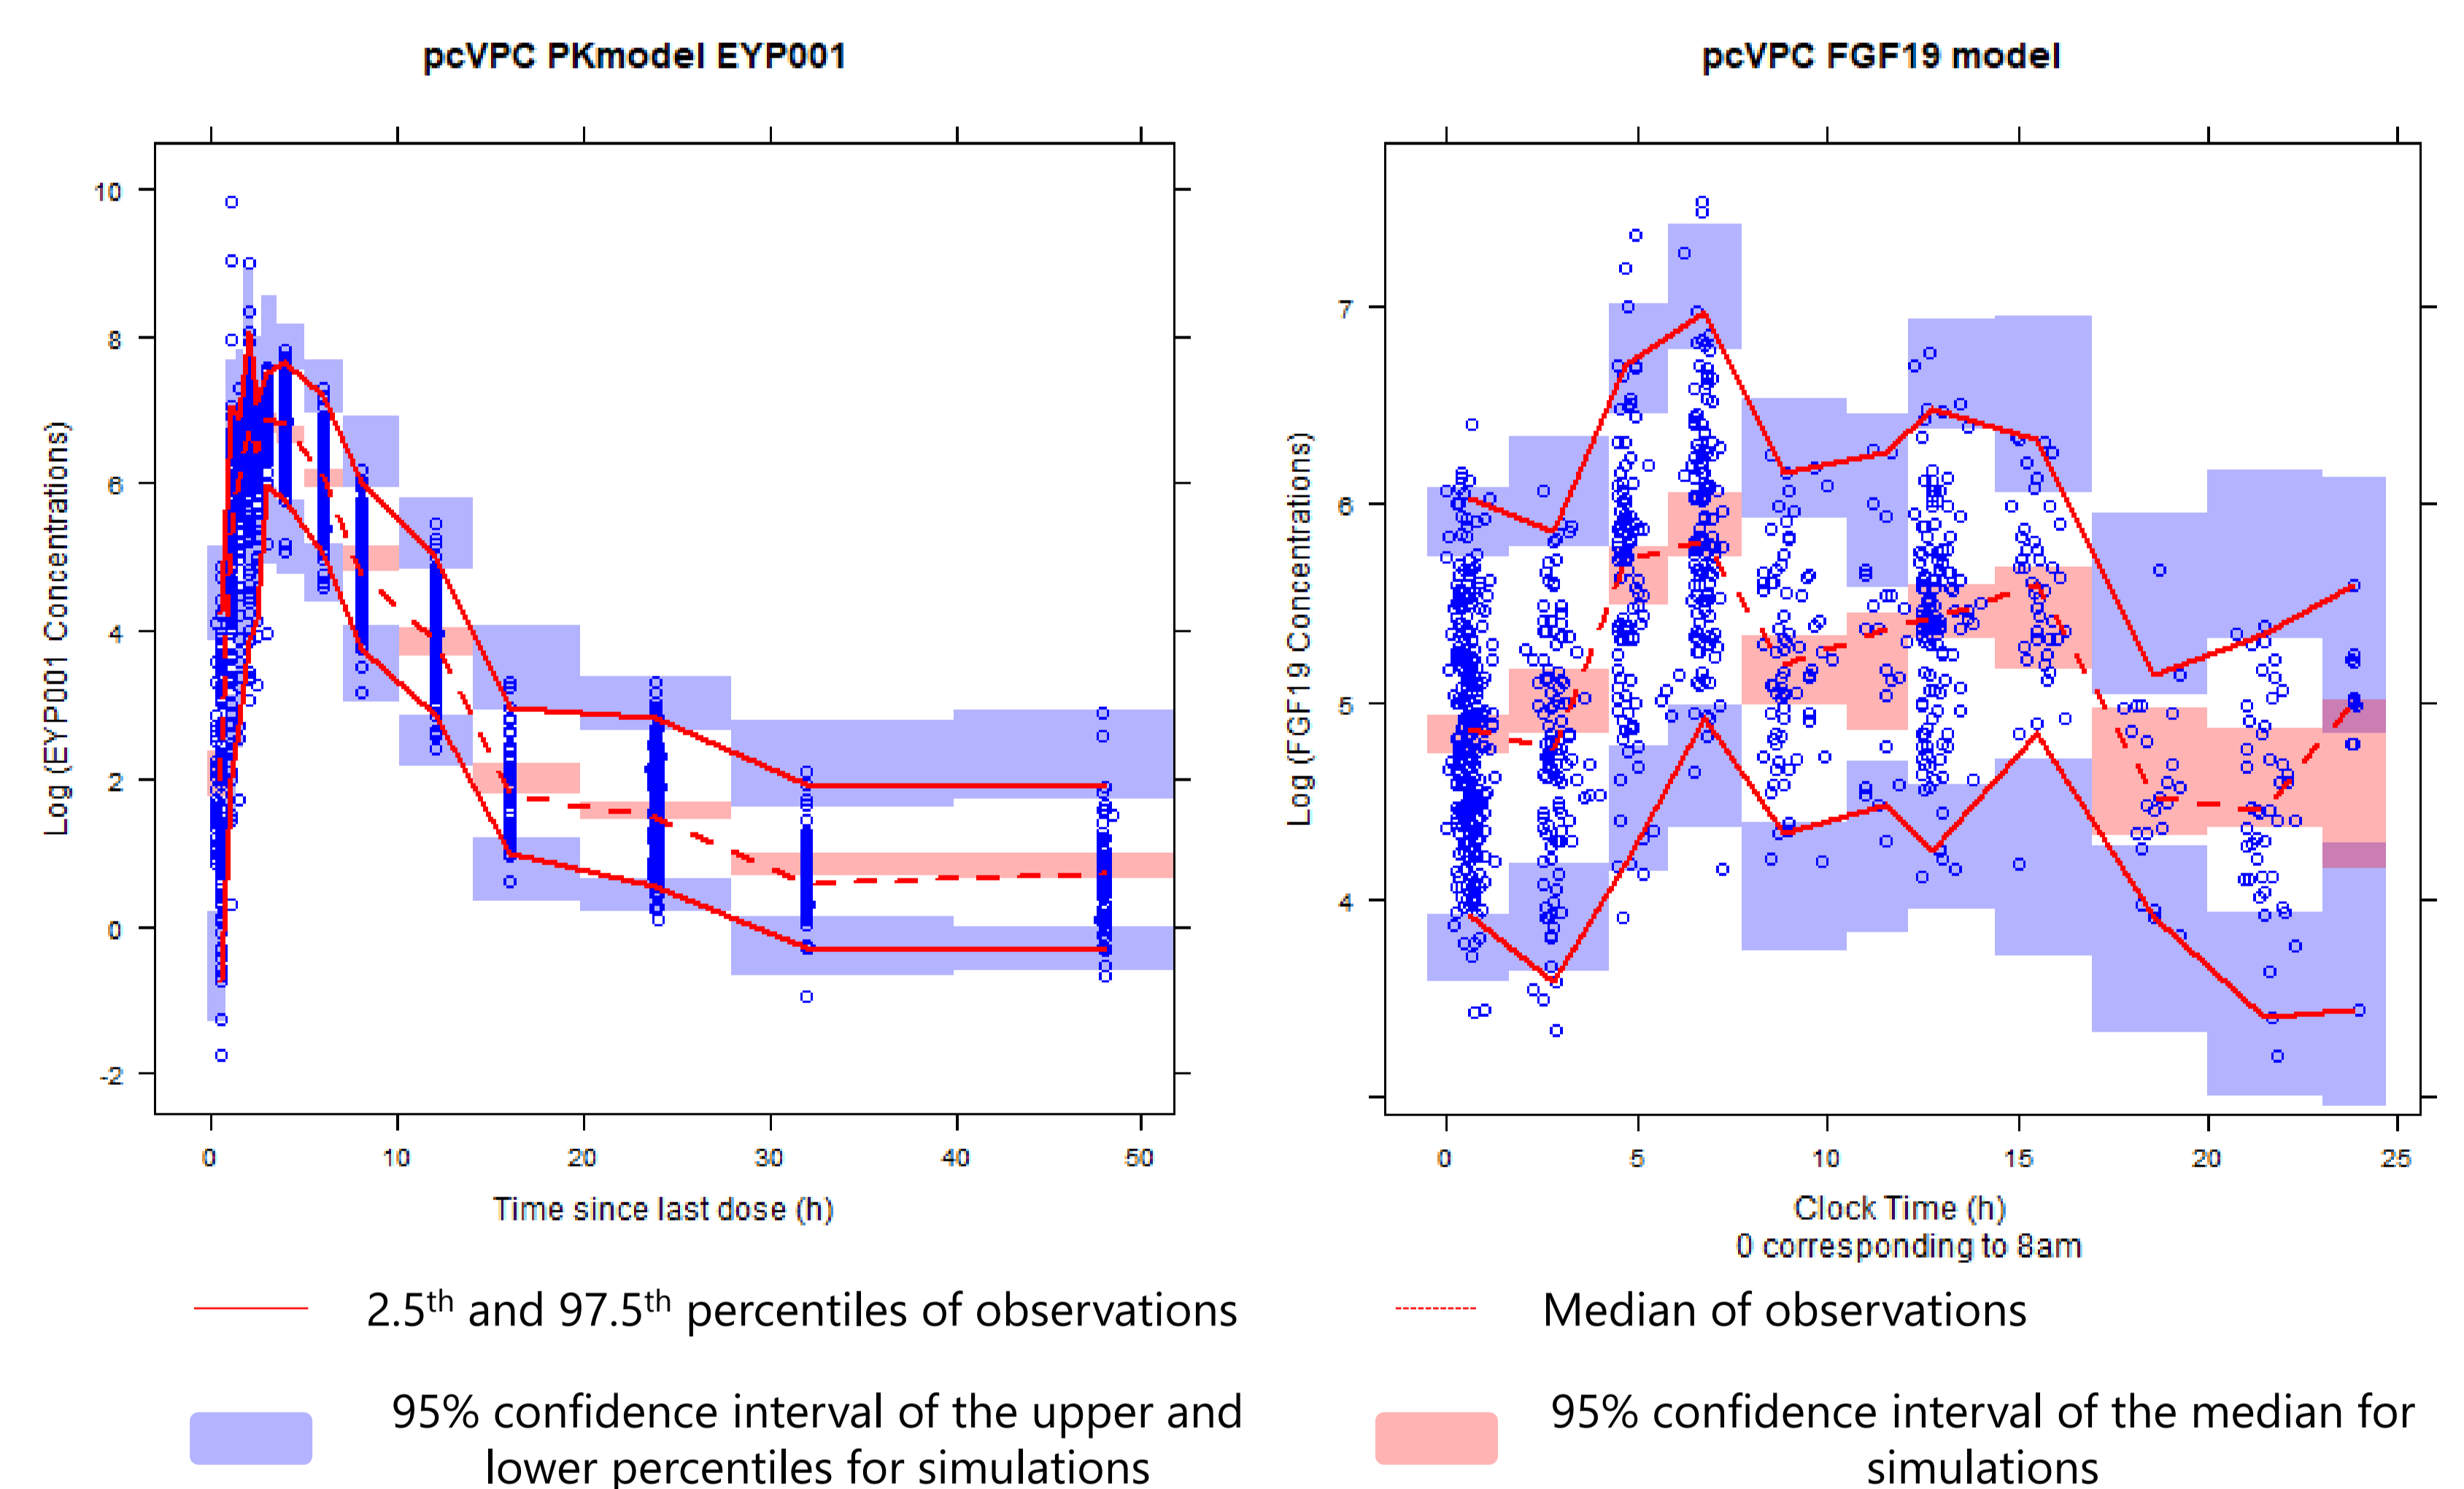 pcVPC PKmodel EYP001
pcVPC FGF19 model
Log (EYP001 Concentrations)
10
8
6
4
2
0
-2
0 10 20 30 40 50
Time since last dose (h)
Log (FGF19 Concentrations)
7
6
5
4
0 5 10 15 20 25
Clock Time (h)
0 corresponding to 8am
2.5th and 97.5th percentiles of observations
Median of observations
95% confidence interval of the upper and
lower percentiles for simulations
95% confidence interval of the median for
simulations